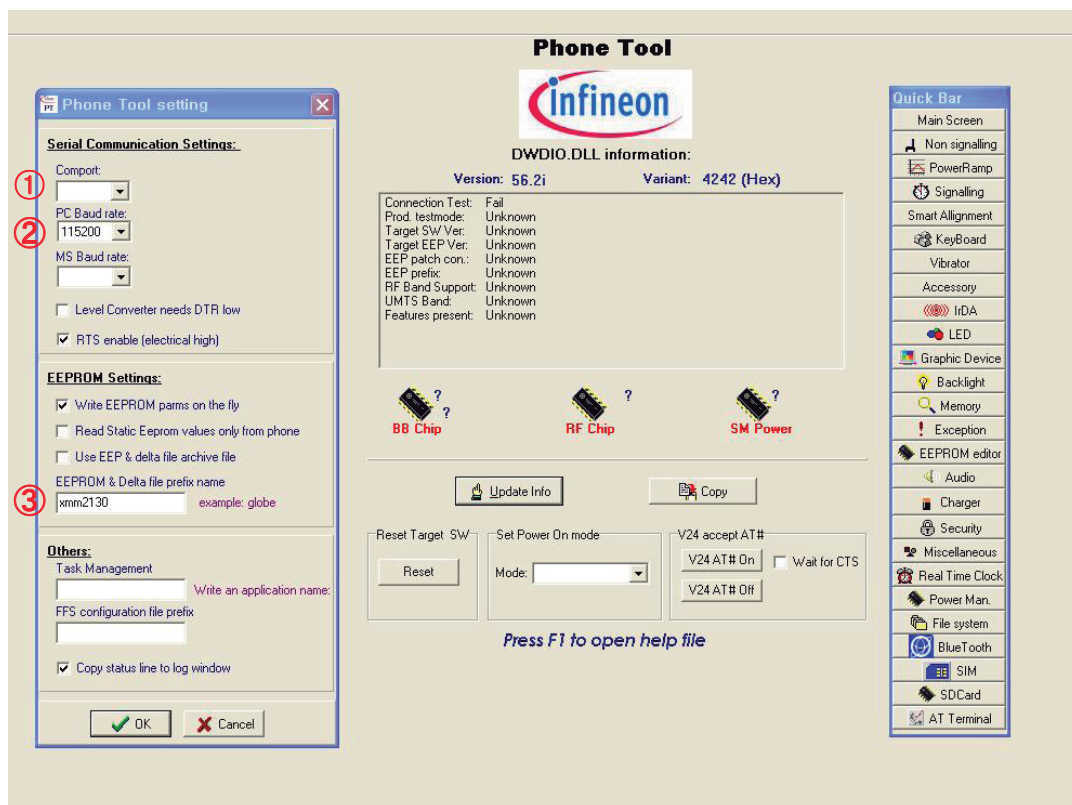 Phone Tool
infineon
DWDIO.DLL information:
Version: 56.2i Variant: 4242 (Hex)
Connection Test: Fail
Prod. testmode: Unknown
Target SW Ver: Unknown
Target EEP Ver: Unknown
EEP patch con.: Unknown
EEP prefix: Unknown
RF Band Support: Unknown
UMTS Band: Unknown
Features present: Unknown
? ? BB Chip
? RF Chip
? SM Power
Update Info
Copy
Reset Target SW
Reset
Set Power On mode
Mode:
V24 accept AT#
V24 AT# On
Wait for CTS
V24 AT# Off
Press F1 to open help file
PT Phone Tool setting
Serial Communication Settings:
① Comport:
② PC Baud rate:
115200
MS Baud rate:
Level Converter needs DTR low
RTS enable (electrical high)
EEPROM Settings:
Write EEPROM parms on the fly
Read Static Eeprom values only from phone
Use EEP & delta file archive file
EEPROM & Delta file prefix name
③ xmm2130 example: globe
Others:
Task Management
Write an application name:
FFS configuration file prefix
Copy status line to log window
OK
Cancel
Quick Bar
Main Screen
Non signalling
PowerRamp
Signalling
Smart Allignment
KeyBoard
Vibrator
Accessory
IrDA
LED
Graphic Device
Backlight
Memory
Exception
EEPROM editor
Audio
Charger
Security
Miscellaneous
Real Time Clock
Power Man.
File system
BlueTooth
SIM
SDCard
AT Terminal